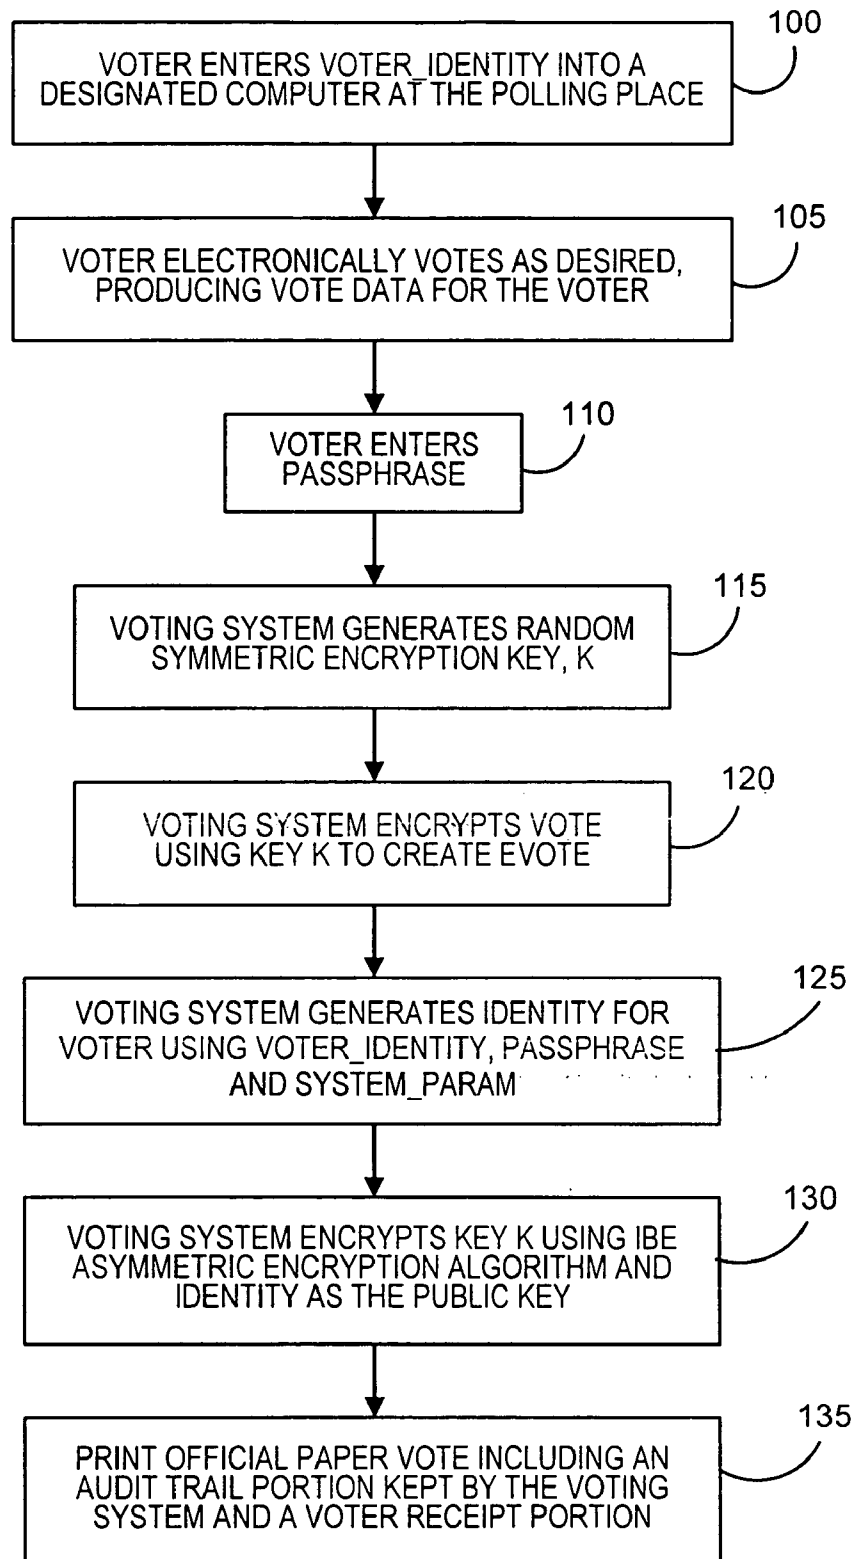 100
VOTER ENTERS VOTER_IDENTITY INTO A
DESIGNATED COMPUTER AT THE POLLING PLACE
105
VOTER ELECTRONICALLY VOTES AS DESIRED,
PRODUCING VOTE DATA FOR THE VOTER
110
VOTER ENTERS
PASSPHRASE
115
VOTING SYSTEM GENERATES RANDOM
SYMMETRIC ENCRYPTION KEY, K
120
VOTING SYSTEM ENCRYPTS VOTE
USING KEY K TO CREATE EVOTE
125
VOTING SYSTEM GENERATES IDENTITY FOR
VOTER USING VOTER_IDENTITY, PASSPHRASE
AND SYSTEM_PARAM
130
VOTING SYSTEM ENCRYPTS KEY K USING IBE
ASYMMETRIC ENCRYPTION ALGORITHM AND
IDENTITY AS THE PUBLIC KEY
135
PRINT OFFICIAL PAPER VOTE INCLUDING AN
AUDIT TRAIL PORTION KEPT BY THE VOTING
SYSTEM AND A VOTER RECEIPT PORTION